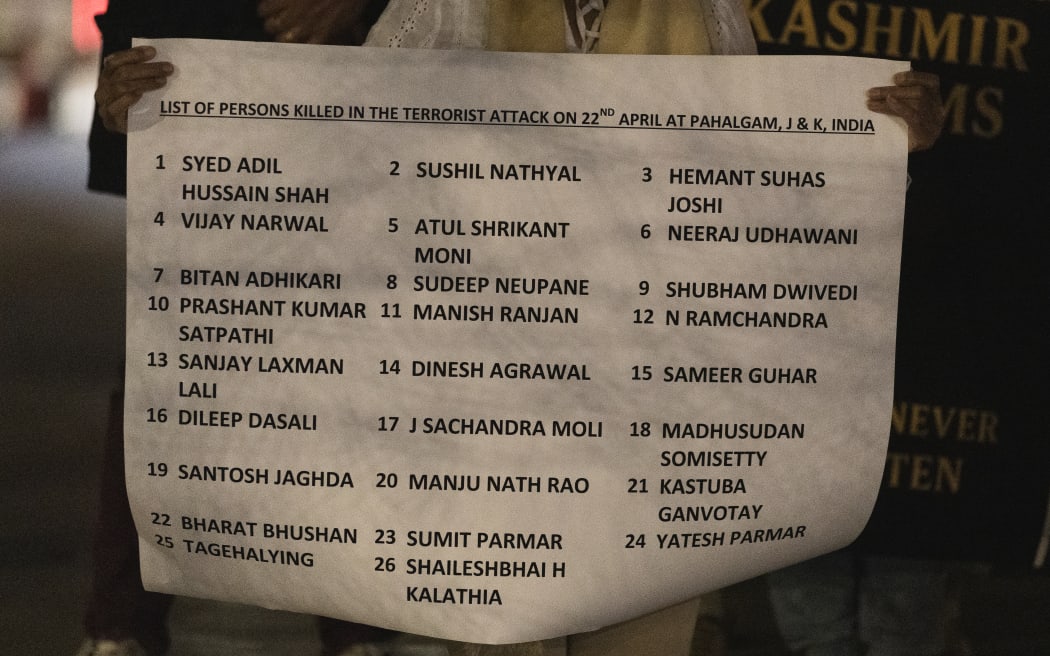 KASHMIR
MS
LIST OF PERSONS KILLED IN THE TERRORIST ATTACK ON 22ND APRIL AT PAHALGAM, J & K, INDIA
1 SYED ADIL HUSSAIN SHAH
2 SUSHIL NATHYAL
3 HEMANT SUHAS JOSHI
4 VIJAY NARWAL
5 ATUL SHRIKANT MONI
6 NEERAJ UDHAWANI
7 BITAN ADHIKARI
8 SUDEEP NEUPANE
9 SHUBHAM DWIVEDI
10 PRASHANT KUMAR SATPATHI
11 MANISH RANJAN
12 N RAMCHANDRA
13 SANJAY LAXMAN LALI
14 DINESH AGRAWAL
15 SAMEER GUHAR
16 DILEEP DASALI
17 J SACHANDRA MOLI
18 MADHUSUDAN SOMISETTY
19 SANTOSH JAGHDA
20 MANJU NATH RAO
21 KASTUBA GANVOTAY
22 BHARAT BHUSHAN
23 SUMIT PARMAR
24 YATESH PARMAR
25 TAGEHALYING
26 SHAILESHBHAI H KALATHIA
NEVER
TEN